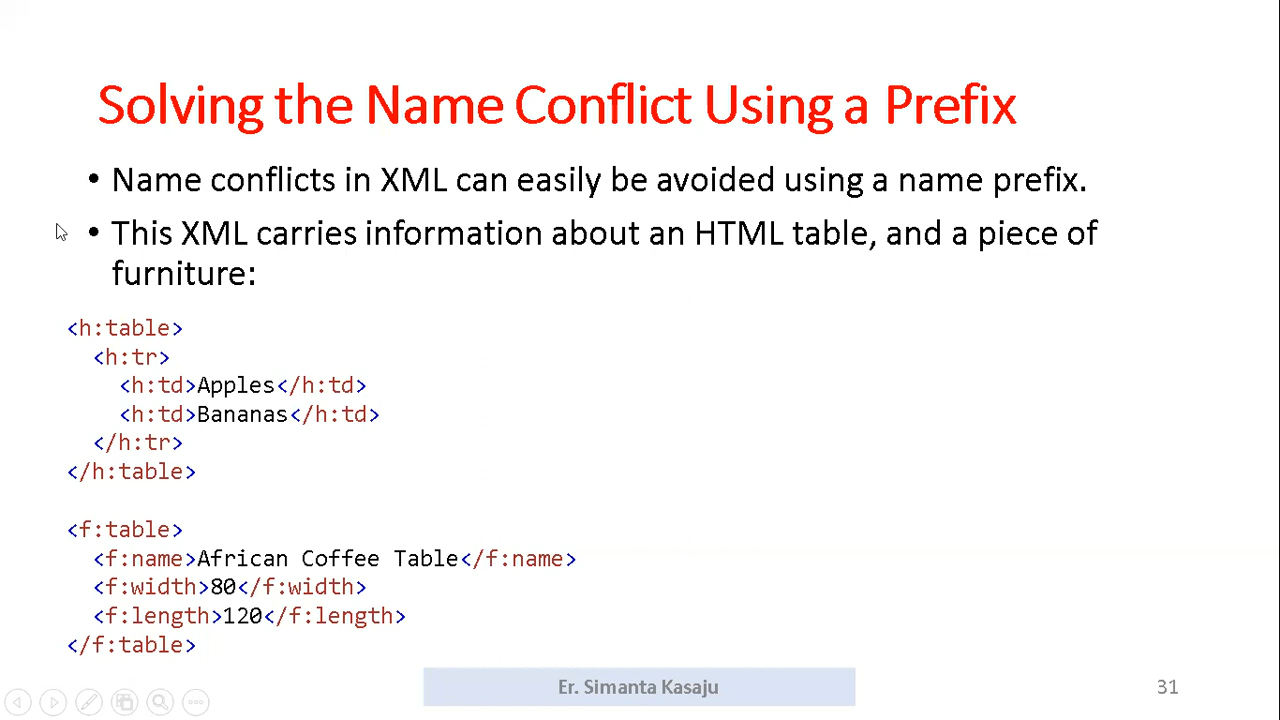 Solving the Name Conflict Using a Prefix
• Name conflicts in XML can easily be avoided using a name prefix.
• This XML carries information about an HTML table, and a piece of
furniture:
<h:table>
  <h:tr>
    <h:td>Apples</h:td>
    <h:td>Bananas</h:td>
  </h:tr>
</h:table>

<f:table>
  <f:name>African Coffee Table</f:name>
  <f:width>80</f:width>
  <f:length>120</f:length>
</f:table>
Er. Simanta Kasaju
31